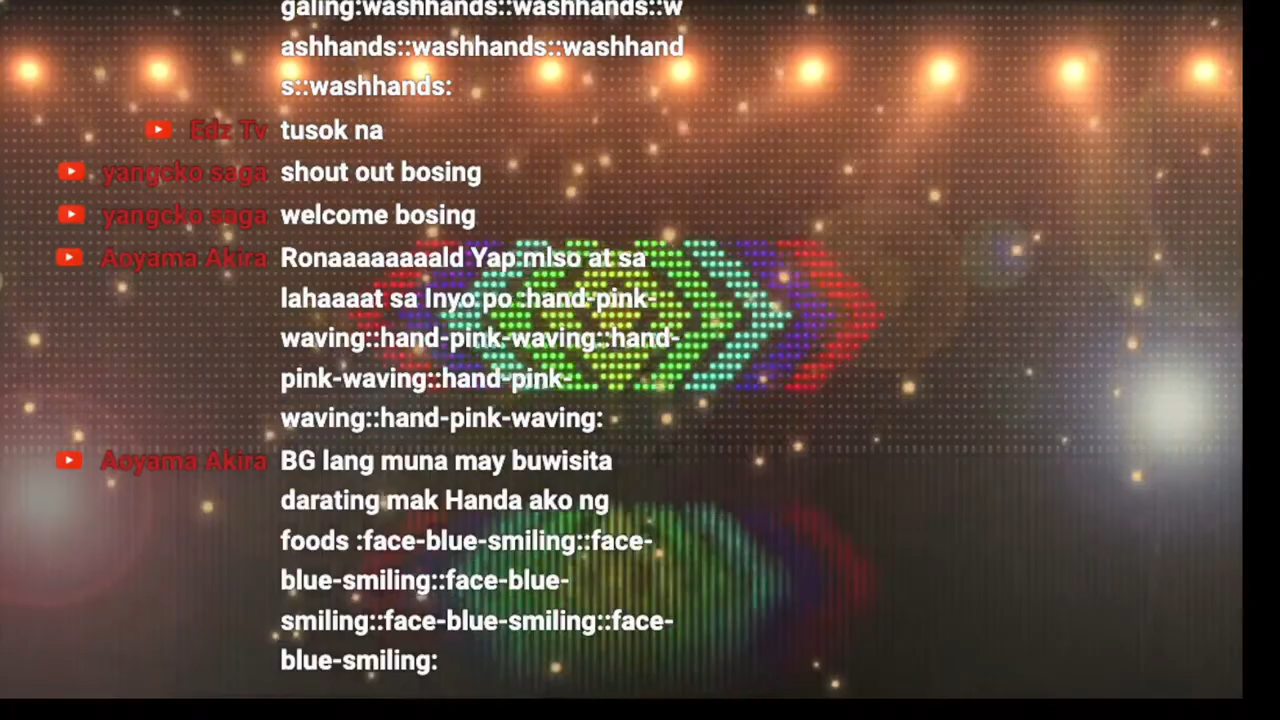 galing:washhands::washhands::w
ashhands::washhands::washhand
s::washhands:
Edz Tv tusok na
yangcko saga shout out bosing
yangcko saga welcome bosing
Aoyama Akira Ronaaaaaaaald Yap mlso at sa
lahaaaat sa Inyo po :hand-pink-
waving::hand-pink-waving::hand-
pink-waving::hand-pink-
waving::hand-pink-waving:
Aoyama Akira BG lang muna may buwisita
darating mak Handa ako ng
foods :face-blue-smiling::face-
blue-smiling::face-blue-
smiling::face-blue-smiling::face-
blue-smiling: